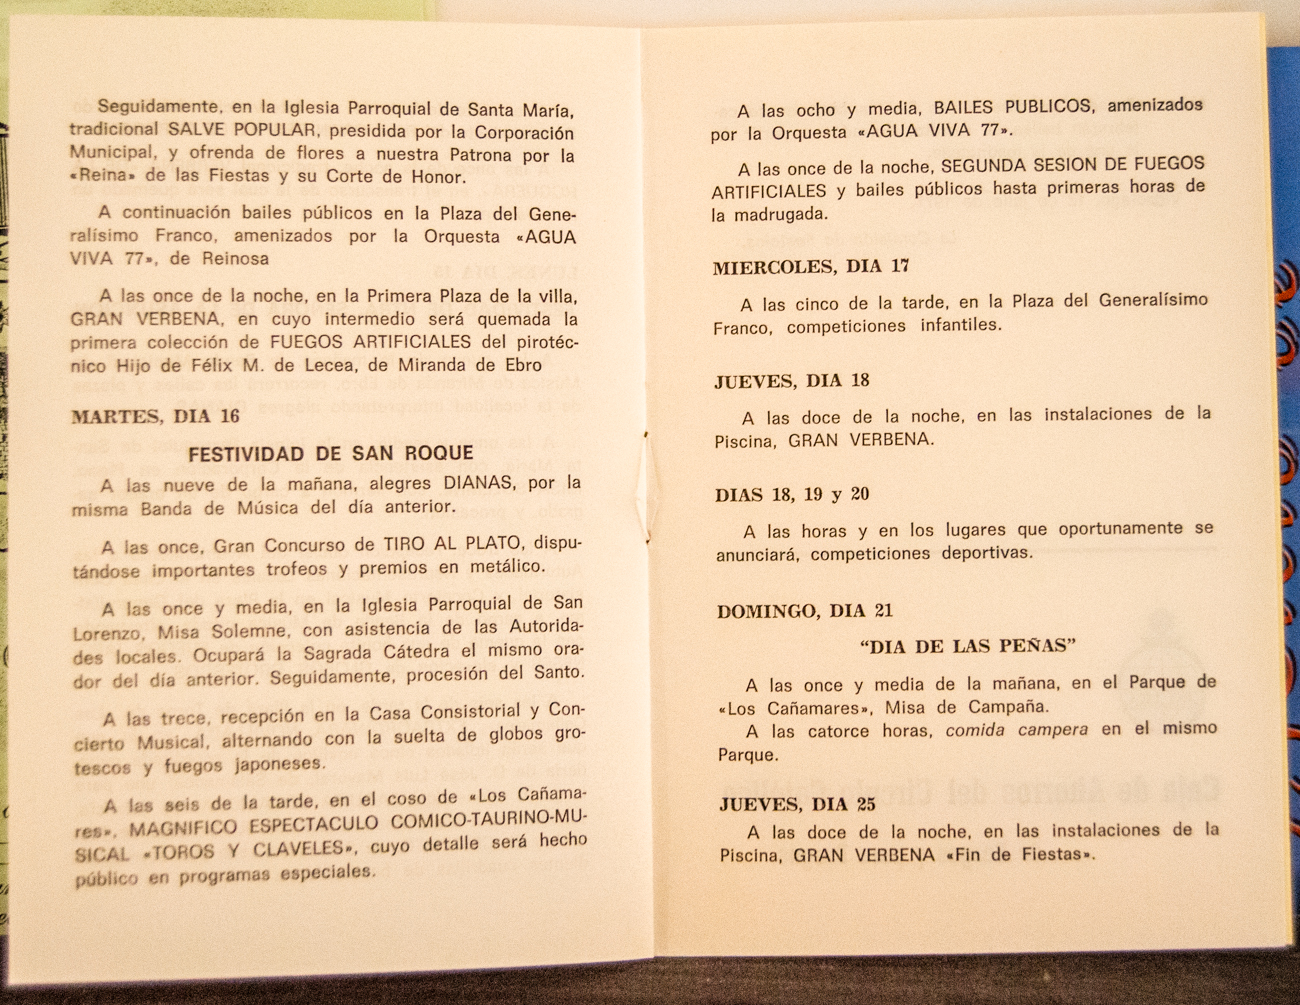 Seguidamente, en la Iglesia Parroquial de Santa María,
tradicional SALVE POPULAR, presidida por la Corporación
Municipal, y ofrenda de flores a nuestra Patrona por la
«Reina» de las Fiestas y su Corte de Honor.
A continuación bailes públicos en la Plaza del Gene-
ralísimo Franco, amenizados por la Orquesta «AGUA
VIVA 77», de Reinosa
A las once de la noche, en la Primera Plaza de la villa,
GRAN VERBENA, en cuyo intermedio será quemada la
primera colección de FUEGOS ARTIFICIALES del pirotéc-
nico Hijo de Félix M. de Lecea, de Miranda de Ebro
MARTES, DIA 16
FESTIVIDAD DE SAN ROQUE
A las nueve de la mañana, alegres DIANAS, por la
misma Banda de Música del día anterior.
A las once, Gran Concurso de TIRO AL PLATO, dispu-
tándose importantes trofeos y premios en metálico.
A las once y media, en la Iglesia Parroquial de San
Lorenzo, Misa Solemne, con asistencia de las Autorida-
des locales. Ocupará la Sagrada Cátedra el mismo ora-
dor del día anterior. Seguidamente, procesión del Santo.
A las trece, recepción en la Casa Consistorial y Con-
cierto Musical, alternando con la suelta de globos gro-
tescos y fuegos japoneses.
A las seis de la tarde, en el coso de «Los Cañama-
res», MAGNIFICO ESPECTACULO COMICO-TAURINO-MU-
SICAL «TOROS Y CLAVELES», cuyo detalle será hecho
público en programas especiales.
A las ocho y media, BAILES PUBLICOS, amenizados
por la Orquesta «AGUA VIVA 77».
A las once de la noche, SEGUNDA SESION DE FUEGOS
ARTIFICIALES y bailes públicos hasta primeras horas de
la madrugada.
MIERCOLES, DIA 17
A las cinco de la tarde, en la Plaza del Generalísimo
Franco, competiciones infantiles.
JUEVES, DIA 18
A las doce de la noche, en las instalaciones de la
Piscina, GRAN VERBENA.
DIAS 18, 19 y 20
A las horas y en los lugares que oportunamente se
anunciará, competiciones deportivas.
DOMINGO, DIA 21
“DIA DE LAS PEÑAS”
A las once y media de la mañana, en el Parque de
«Los Cañamares», Misa de Campaña.
A las catorce horas, comida campera en el mismo
Parque.
JUEVES, DIA 25
A las doce de la noche, en las instalaciones de la
Piscina, GRAN VERBENA «Fin de Fiestas».